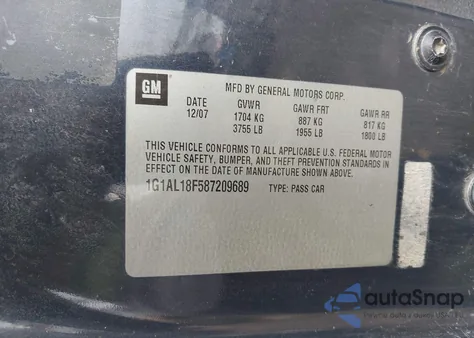 GM
MFD BY GENERAL MOTORS CORP.
DATE GVWR GAWR FRT GAWR RR
12/07 1704 KG 887 KG 817 KG
3755 LB 1955 LB 1800 LB
THIS VEHICLE CONFORMS TO ALL APPLICABLE U.S. FEDERAL MOTOR
VEHICLE SAFETY, BUMPER, AND THEFT PREVENTION STANDARDS IN
EFFECT ON THE DATE OF MANUFACTURE SHOWN ABOVE.
1G1AL18F587209689 TYPE: PASS CAR
autoSnap